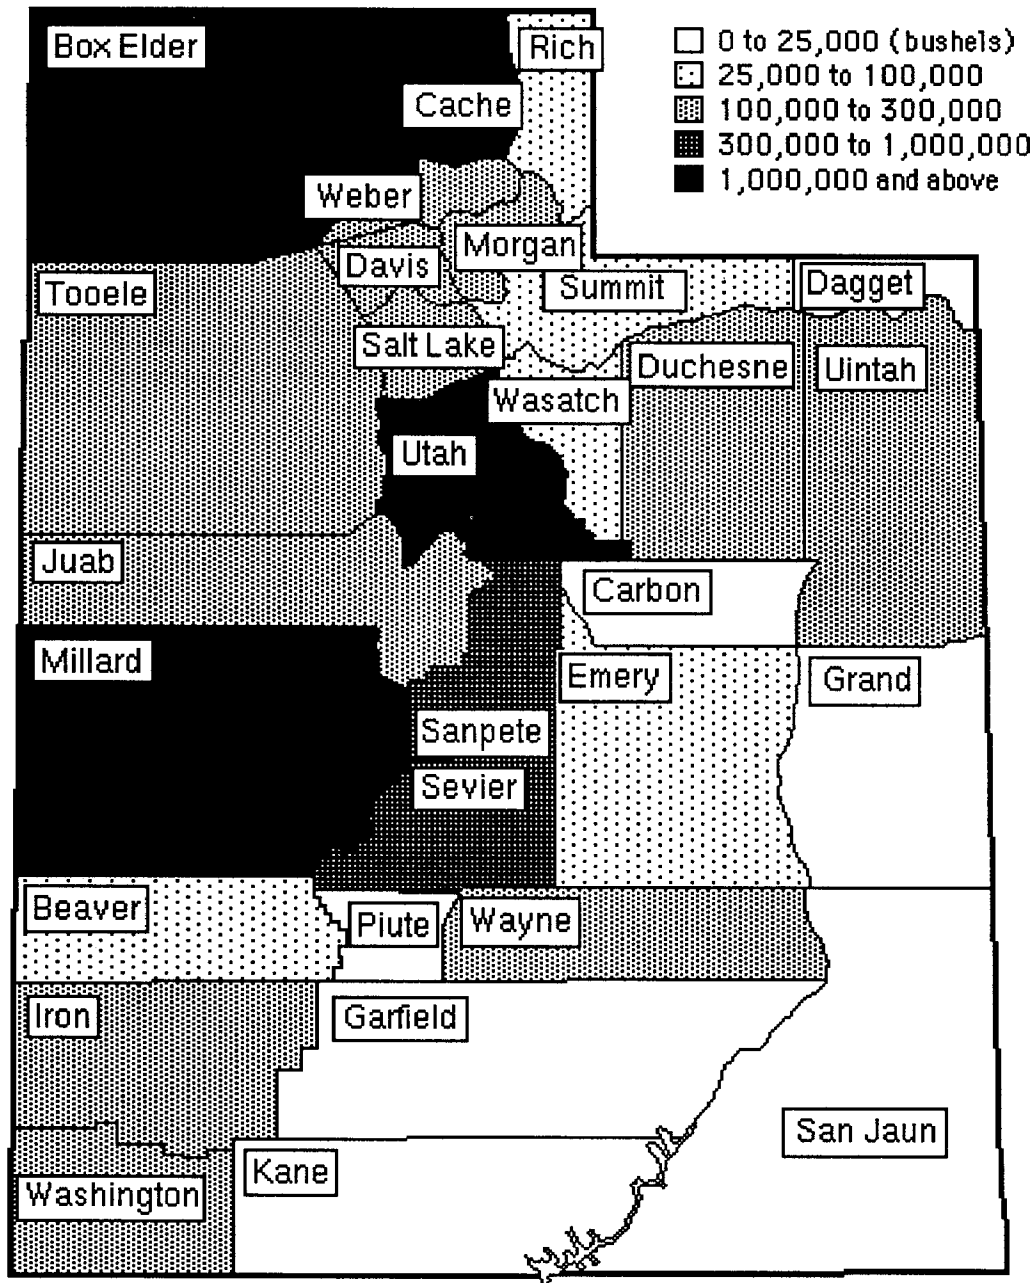 Box Elder
Rich
0 to 25,000 (bushels)
25,000 to 100,000
100,000 to 300,000
300,000 to 1,000,000
1,000,000 and above
Cache
Weber
Morgan
Davis
Tooele
Summit
Dagget
Salt Lake
Duchesne
Uintah
Wasatch
Utah
Juab
Carbon
Millard
Emery
Grand
Sanpete
Sevier
Beaver
Piute
Wayne
Iron
Garfield
San Jaun
Kane
Washington